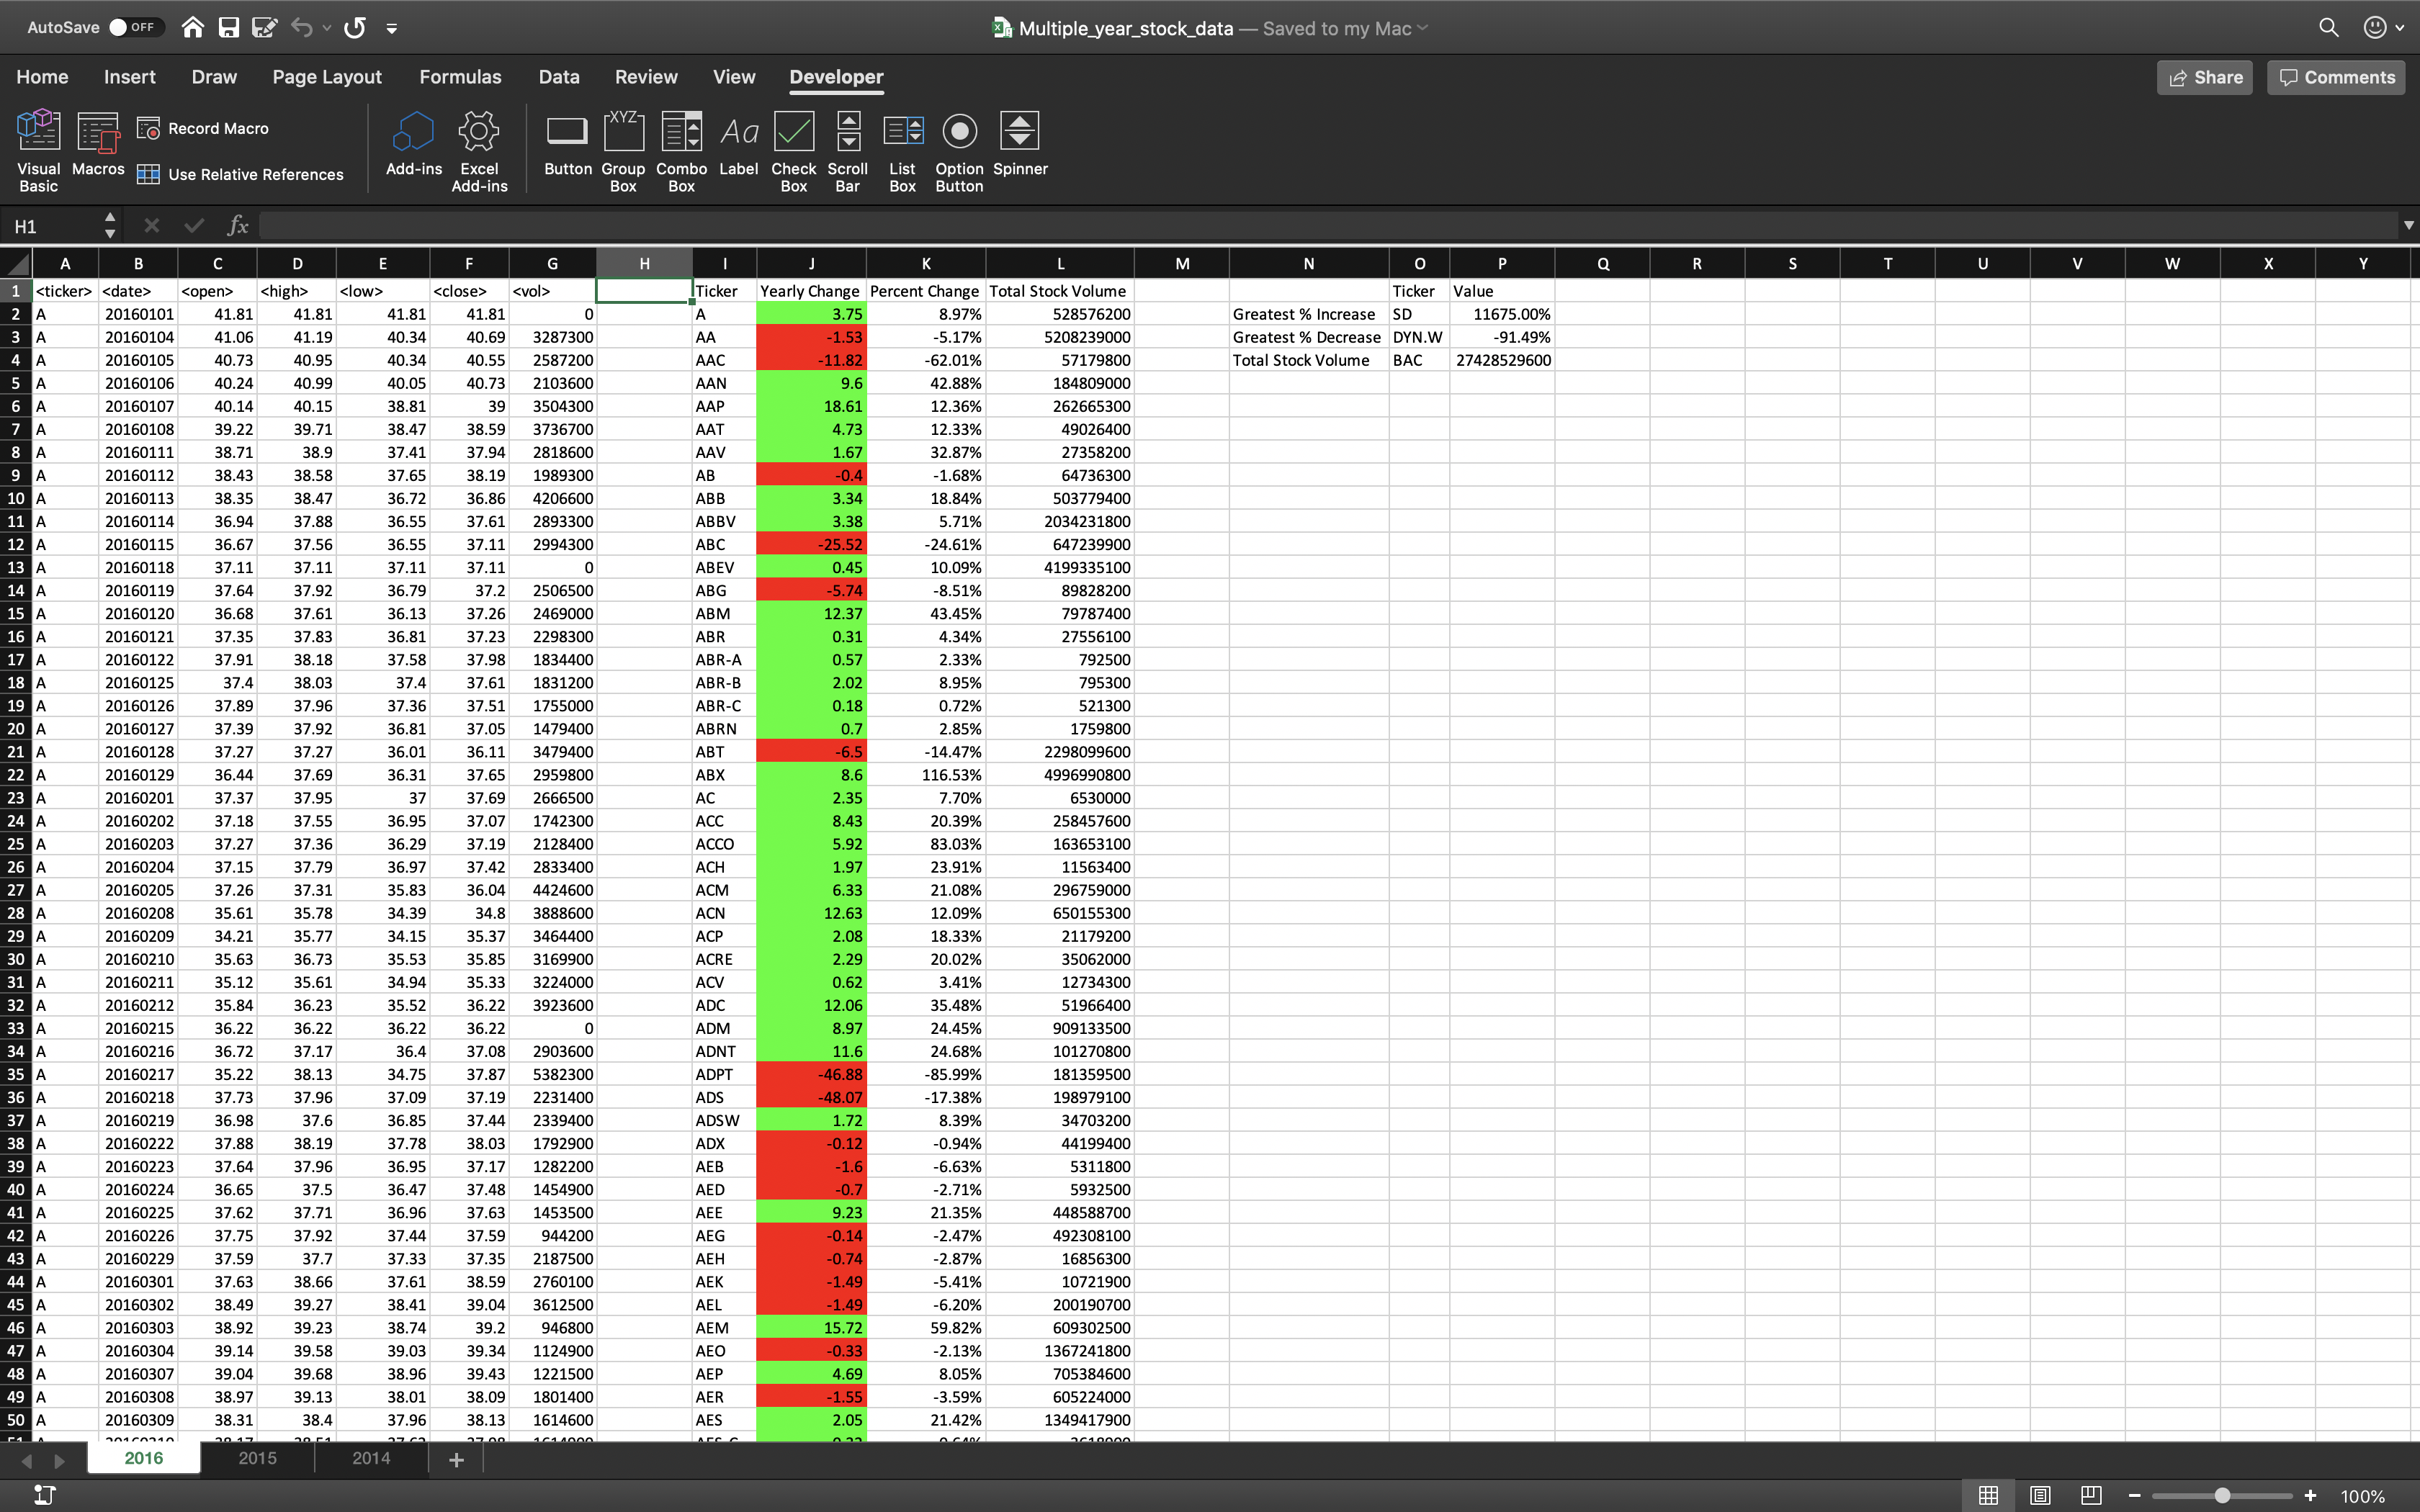 AutoSave OFF Multiple_year_stock_data — Saved to my Mac
Home Insert Draw Page Layout Formulas Data Review View Developer Share Comments
Visual Basic Macros Record Macro Use Relative References Add-ins Excel Add-ins Button XYZ Group Box Combo Box Aa Label Check Box Scroll Bar List Box Option Button Spinner
H1 fx
A B C D E F G H I J K L M N O P Q R S T U V W X Y
1 <ticker> <date> <open> <high> <low> <close> <vol> Ticker Yearly Change Percent Change Total Stock Volume Ticker Value
2 A 20160101 41.81 41.81 41.81 41.81 0 A 3.75 8.97% 528576200 Greatest % Increase SD 11675.00%
3 A 20160104 41.06 41.19 40.34 40.69 3287300 AA -1.53 -5.17% 5208239000 Greatest % Decrease DYN.W -91.49%
4 A 20160105 40.73 40.95 40.34 40.55 2587200 AAC -11.82 -62.01% 57179800 Total Stock Volume BAC 27428529600
5 A 20160106 40.24 40.99 40.05 40.73 2103600 AAN 9.6 42.88% 184809000
6 A 20160107 40.14 40.15 38.81 39 3504300 AAP 18.61 12.36% 262665300
7 A 20160108 39.22 39.71 38.47 38.59 3736700 AAT 4.73 12.33% 49026400
8 A 20160111 38.71 38.9 37.41 37.94 2818600 AAV 1.67 32.87% 27358200
9 A 20160112 38.43 38.58 37.65 38.19 1989300 AB -0.4 -1.68% 64736300
10 A 20160113 38.35 38.47 36.72 36.86 4206600 ABB 3.34 18.84% 503779400
11 A 20160114 36.94 37.88 36.55 37.61 2893300 ABBV 3.38 5.71% 2034231800
12 A 20160115 36.67 37.56 36.55 37.11 2994300 ABC -25.52 -24.61% 647239900
13 A 20160118 37.11 37.11 37.11 37.11 0 ABEV 0.45 10.09% 4199335100
14 A 20160119 37.64 37.92 36.79 37.2 2506500 ABG -5.74 -8.51% 89828200
15 A 20160120 36.68 37.61 36.13 37.26 2469000 ABM 12.37 43.45% 79787400
16 A 20160121 37.35 37.83 36.81 37.23 2298300 ABR 0.31 4.34% 27556100
17 A 20160122 37.91 38.18 37.58 37.98 1834400 ABR-A 0.57 2.33% 792500
18 A 20160125 37.4 38.03 37.4 37.61 1831200 ABR-B 2.02 8.95% 795300
19 A 20160126 37.89 37.96 37.36 37.51 1755000 ABR-C 0.18 0.72% 521300
20 A 20160127 37.39 37.92 36.81 37.05 1479400 ABRN 0.7 2.85% 1759800
21 A 20160128 37.27 37.27 36.01 36.11 3479400 ABT -6.5 -14.47% 2298099600
22 A 20160129 36.44 37.69 36.31 37.65 2959800 ABX 8.6 116.53% 4996990800
23 A 20160201 37.37 37.95 37 37.69 2666500 AC 2.35 7.70% 6530000
24 A 20160202 37.18 37.55 36.95 37.07 1742300 ACC 8.43 20.39% 258457600
25 A 20160203 37.27 37.36 36.29 37.19 2128400 ACCO 5.92 83.03% 163653100
26 A 20160204 37.15 37.79 36.97 37.42 2833400 ACH 1.97 23.91% 11563400
27 A 20160205 37.26 37.31 35.83 36.04 4424600 ACM 6.33 21.08% 296759000
28 A 20160208 35.61 35.78 34.39 34.8 3888600 ACN 12.63 12.09% 650155300
29 A 20160209 34.21 35.77 34.15 35.37 3464400 ACP 2.08 18.33% 21179200
30 A 20160210 35.63 36.73 35.53 35.85 3169900 ACRE 2.29 20.02% 35062000
31 A 20160211 35.12 35.61 34.94 35.33 3224000 ACV 0.62 3.41% 12734300
32 A 20160212 35.84 36.23 35.52 36.22 3923600 ADC 12.06 35.48% 51966400
33 A 20160215 36.22 36.22 36.22 36.22 0 ADM 8.97 24.45% 909133500
34 A 20160216 36.72 37.17 36.4 37.08 2903600 ADNT 11.6 24.68% 101270800
35 A 20160217 35.22 38.13 34.75 37.87 5382300 ADPT -46.88 -85.99% 181359500
36 A 20160218 37.73 37.96 37.09 37.19 2231400 ADS -48.07 -17.38% 198979100
37 A 20160219 36.98 37.6 36.85 37.44 2339400 ADSW 1.72 8.39% 34703200
38 A 20160222 37.88 38.19 37.78 38.03 1792900 ADX -0.12 -0.94% 44199400
39 A 20160223 37.64 37.96 36.95 37.17 1282200 AEB -1.6 -6.63% 5311800
40 A 20160224 36.65 37.5 36.47 37.48 1454900 AED -0.7 -2.71% 5932500
41 A 20160225 37.62 37.71 36.96 37.63 1453500 AEE 9.23 21.35% 448588700
42 A 20160226 37.75 37.92 37.44 37.59 944200 AEG -0.14 -2.47% 492308100
43 A 20160229 37.59 37.7 37.33 37.35 2187500 AEH -0.74 -2.87% 16856300
44 A 20160301 37.63 38.66 37.61 38.59 2760100 AEK -1.49 -5.41% 10721900
45 A 20160302 38.49 39.27 38.41 39.04 3612500 AEL -1.49 -6.20% 200190700
46 A 20160303 38.92 39.23 38.74 39.2 946800 AEM 15.72 59.82% 609302500
47 A 20160304 39.14 39.58 39.03 39.34 1124900 AEO -0.33 -2.13% 1367241800
48 A 20160307 39.04 39.68 38.96 39.43 1221500 AEP 4.69 8.05% 705384600
49 A 20160308 38.97 39.13 38.01 38.09 1801400 AER -1.55 -3.59% 605224000
50 A 20160309 38.31 38.4 37.96 38.13 1614600 AES 2.05 21.42% 1349417900
2016 2015 2014
100%